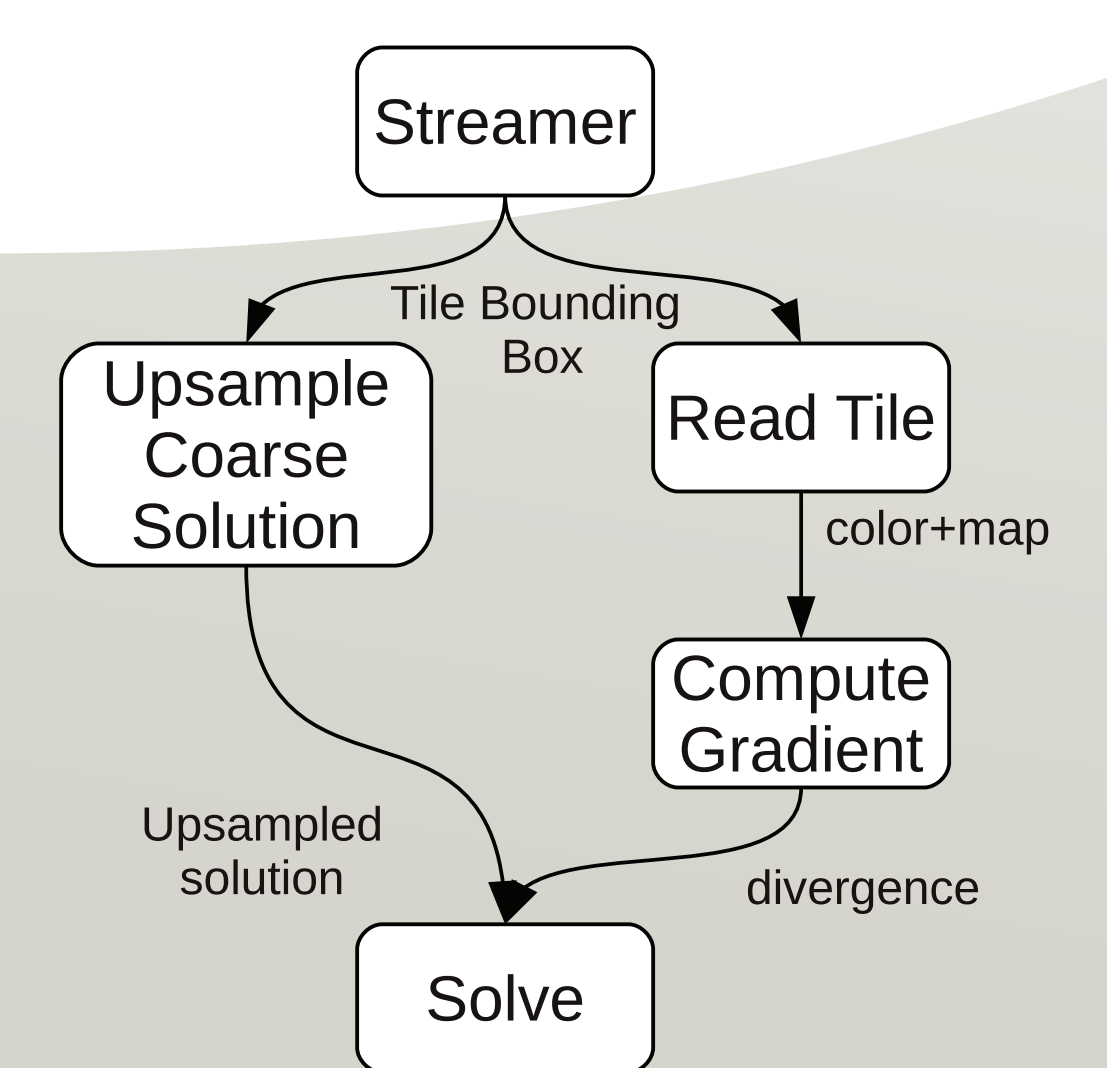 Streamer
Tile Bounding
Box
Upsample
Coarse
Solution
Read Tile
color+map
Compute
Gradient
Upsampled
solution
divergence
Solve